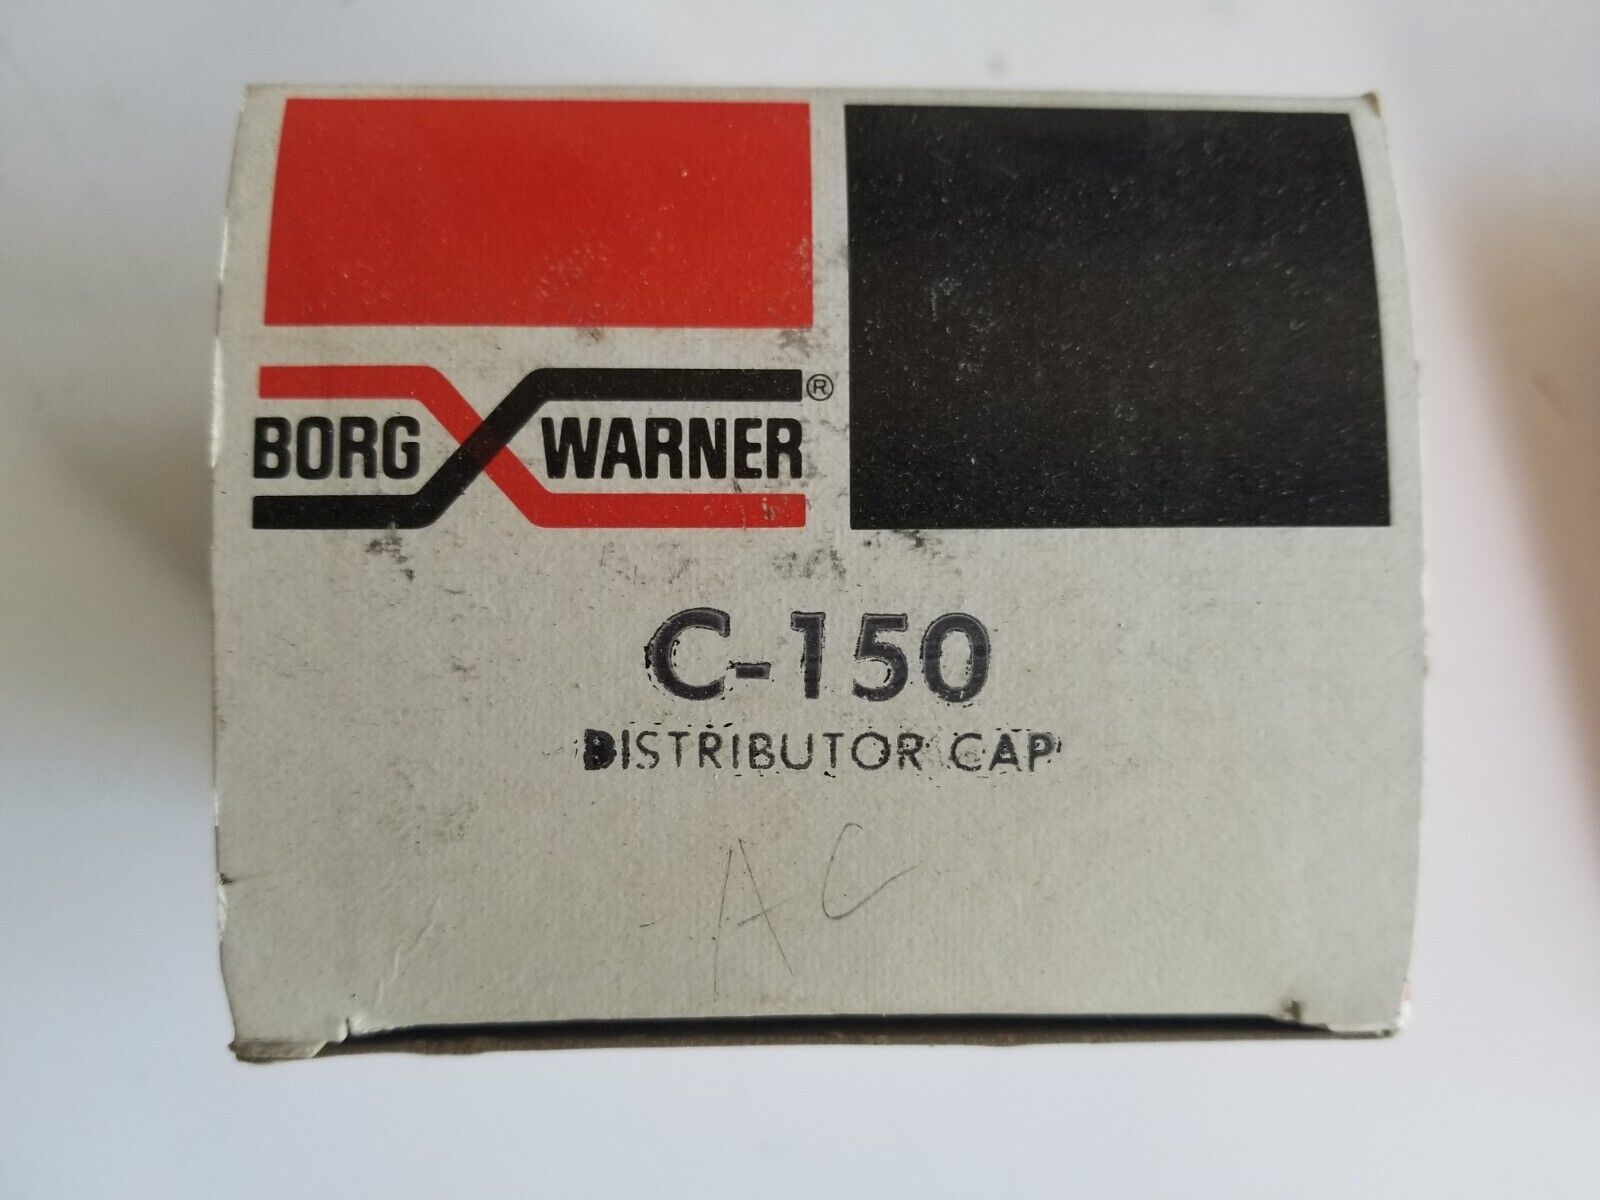 BORG WARNER®
C-150
DISTRIBUTOR CAP
AC